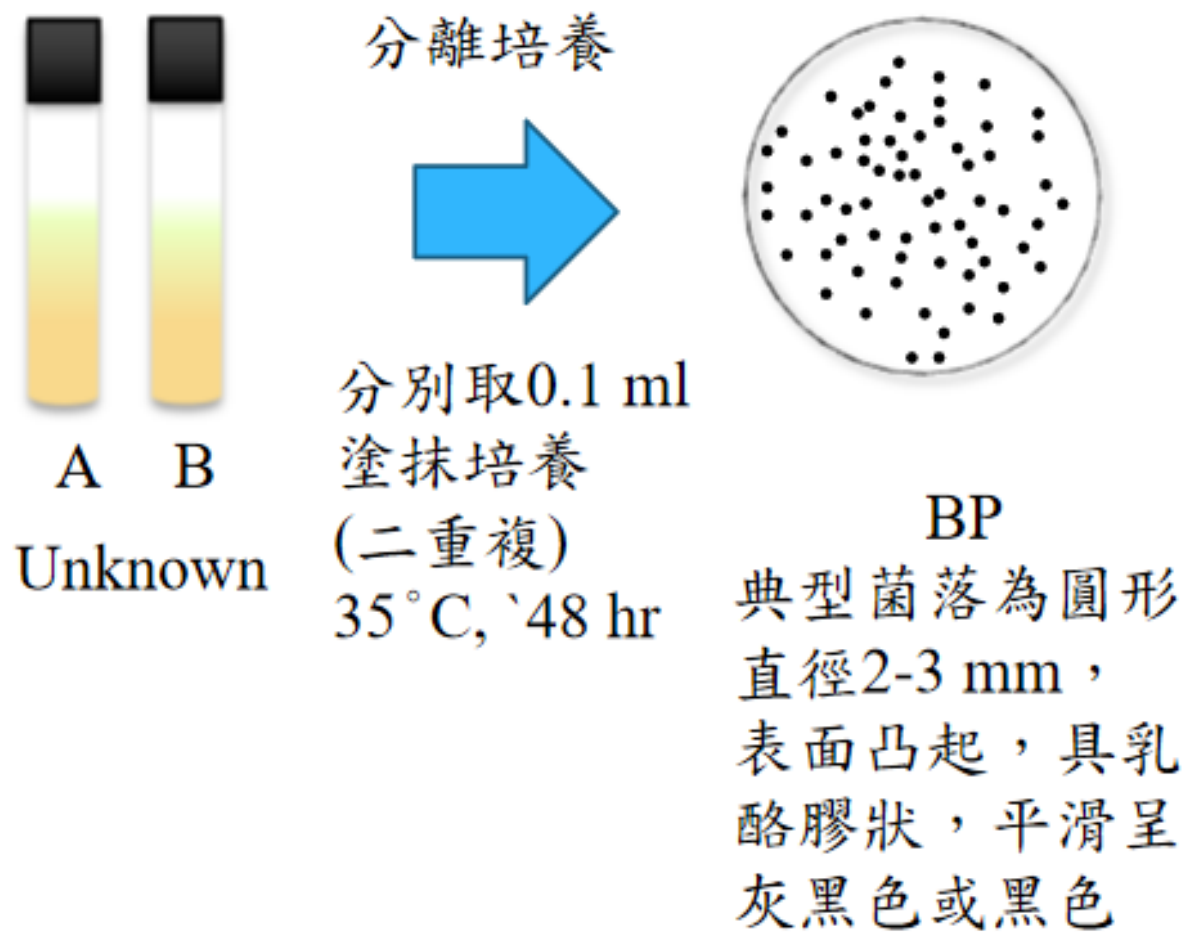 分離培養
A
B
Unknown
分別取0.1 ml
塗抹培養
(二重複)
35°C, `48 hr
BP
典型菌落為圓形
直徑2-3 mm，
表面凸起，具乳
酪膠狀，平滑呈
灰黑色或黑色